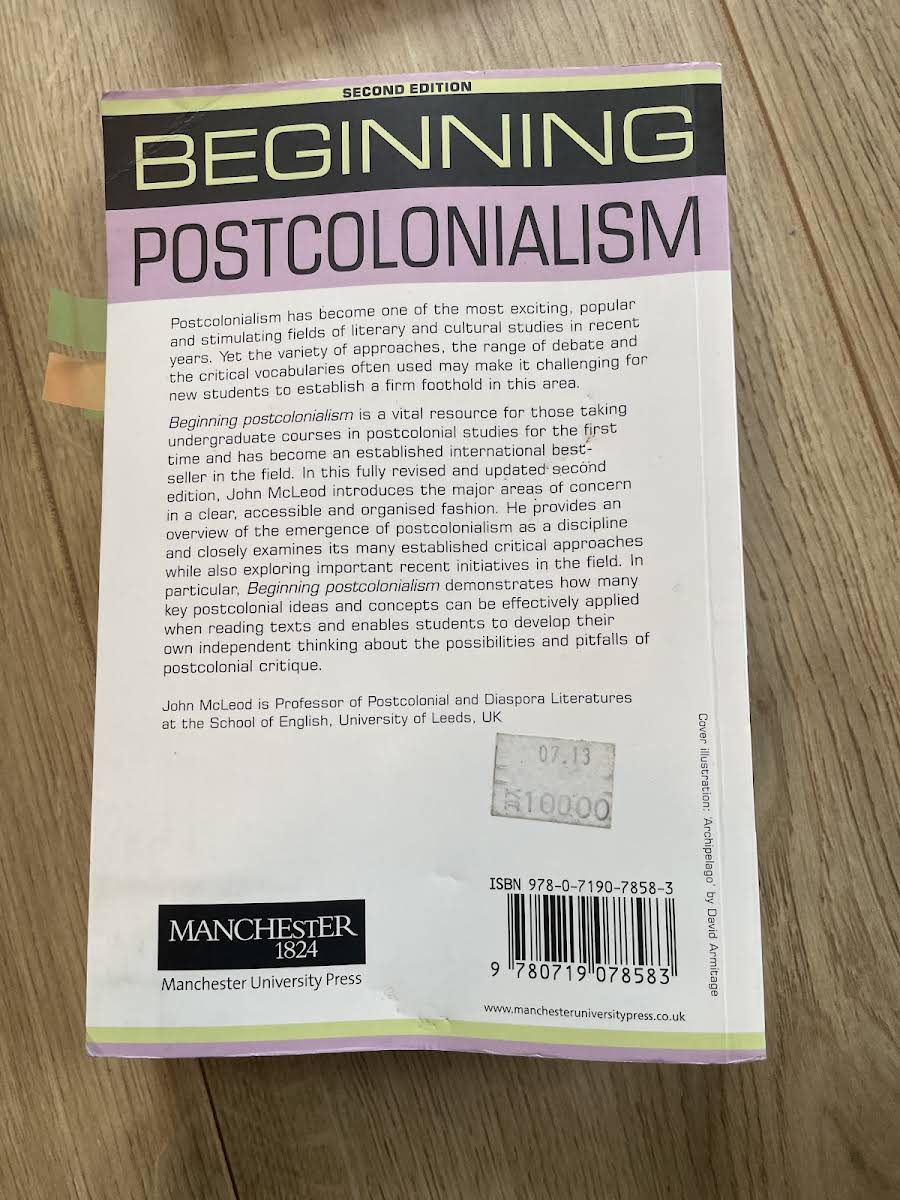 SECOND EDITION
BEGINNING
POSTCOLONIALISM
Postcolonialism has become one of the most exciting, popular
and stimulating fields of literary and cultural studies in recent
years. Yet the variety of approaches, the range of debate and
the critical vocabularies often used may make it challenging for
new students to establish a firm foothold in this area.
Beginning postcolonialism is a vital resource for those taking
undergraduate courses in postcolonial studies for the first
time and has become an established international best-
seller in the field. In this fully revised and updated second
edition, John McLeod introduces the major areas of concern
in a clear, accessible and organised fashion. He provides an
overview of the emergence of postcolonialism as a discipline
and closely examines its many established critical approaches
while also exploring important recent initiatives in the field. In
particular, Beginning postcolonialism demonstrates how many
key postcolonial ideas and concepts can be effectively applied
when reading texts and enables students to develop their
own independent thinking about the possibilities and pitfalls of
postcolonial critique.
John McLeod is Professor of Postcolonial and Diaspora Literatures
at the School of English, University of Leeds, UK
07.13
10000
Cover illustration: 'Archipelago' by David Armitage
ISBN 978-0-7190-7858-3
9 780719 078583
MANCHESTER
1824
Manchester University Press
www.manchesteruniversitypress.co.uk